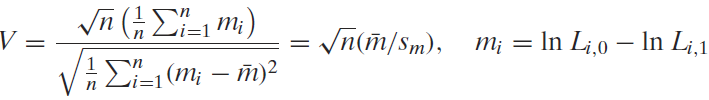 V = \frac{\sqrt{n}\left(\frac{1}{n}\sum_{i=1}^{n} m_i\right)}{\sqrt{\frac{1}{n}\sum_{i=1}^{n}(m_i - \bar{m})^2}} = \sqrt{n}(\bar{m}/s_m), \quad m_i = \ln L_{i,0} - \ln L_{i,1}